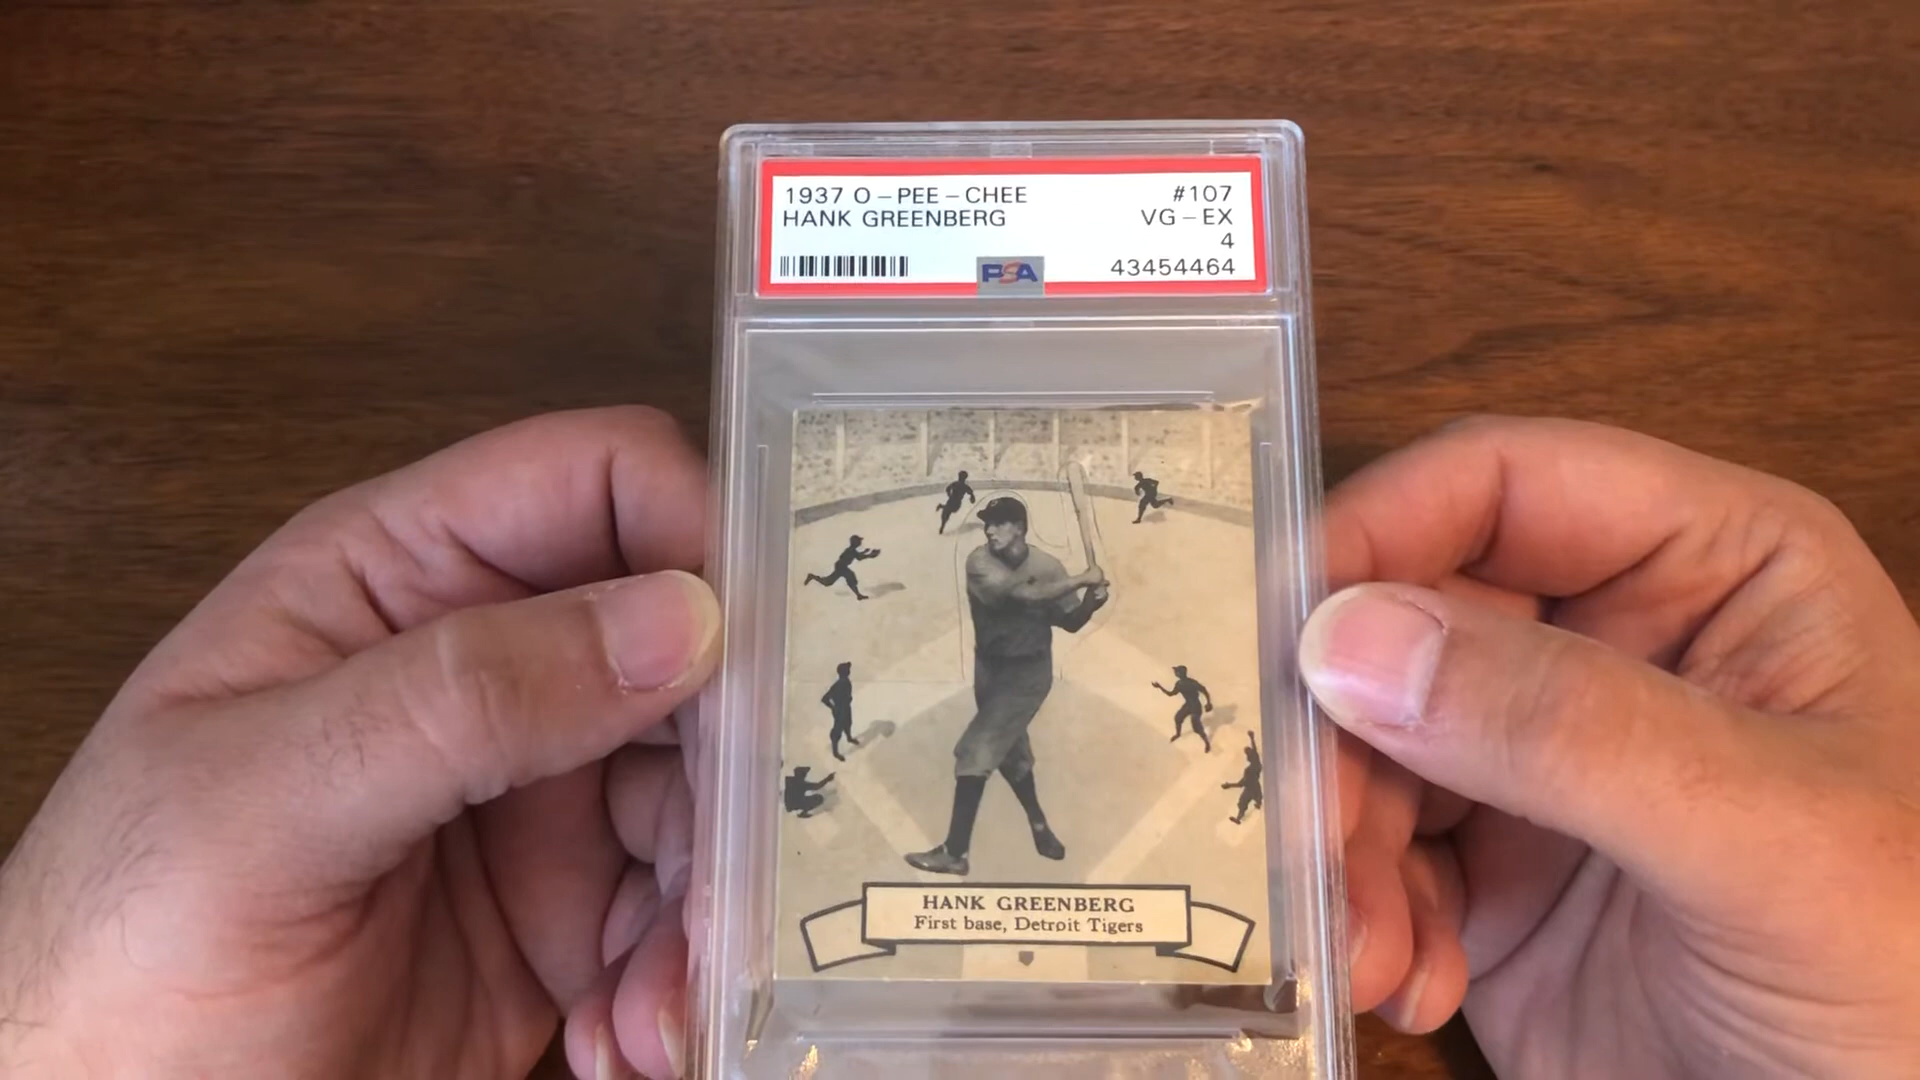 1937 O-PEE-CHEE #107
HANK GREENBERG VG-EX
4
PSA 43454464
HANK GREENBERG
First base, Detroit Tigers